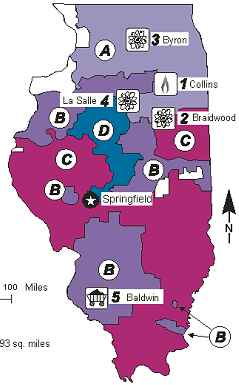 A
3 Byron
1 Collins
La Salle 4
2 Braidwood
B
D
C
C
B
B
Springfield
N
B
100 Miles
5 Baldwin
B
93 sq. miles